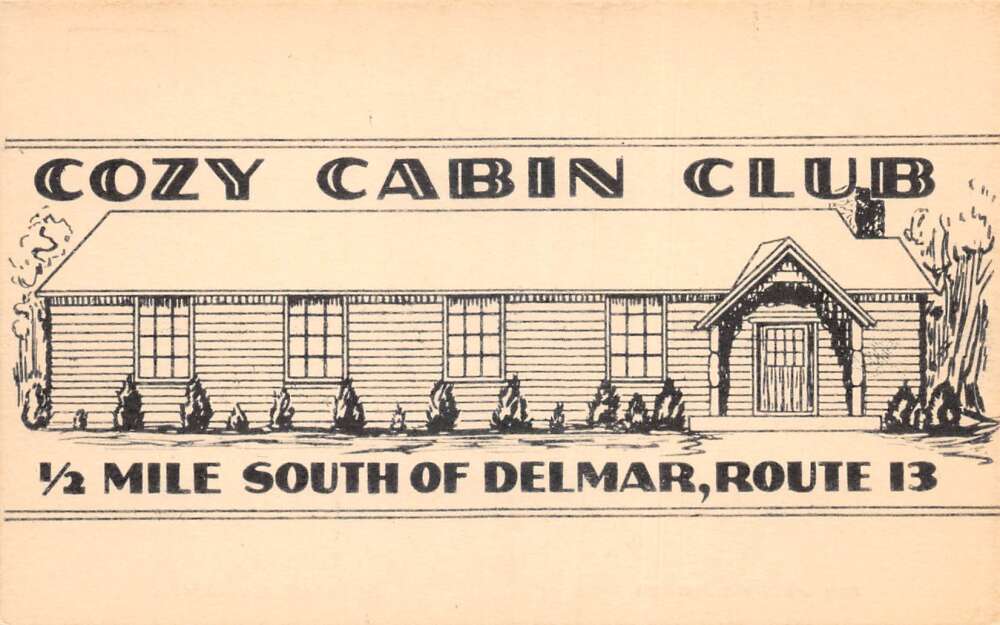 COZY CABIN CLUB
½ MILE SOUTH OF DELMAR, ROUTE 13